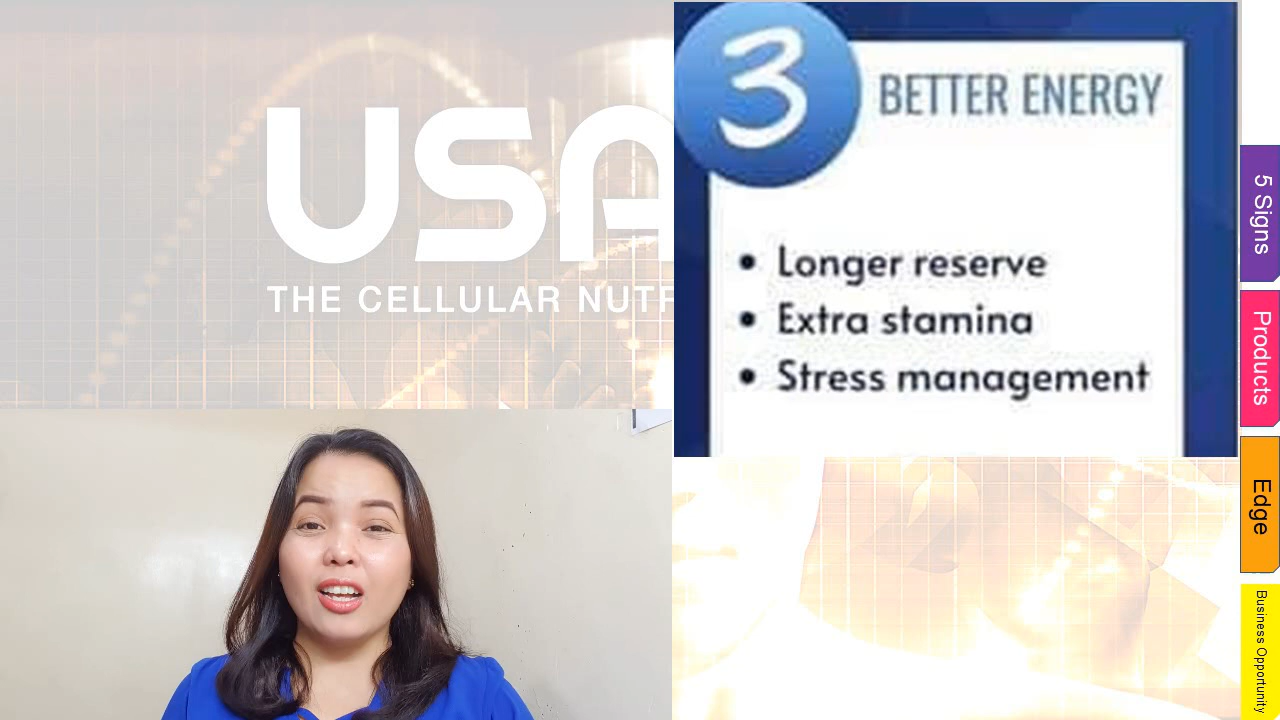 USA
THE CELLULAR NUTR
3
BETTER ENERGY
• Longer reserve
• Extra stamina
• Stress management
5 Signs
Products
Edge
Business Opportunity